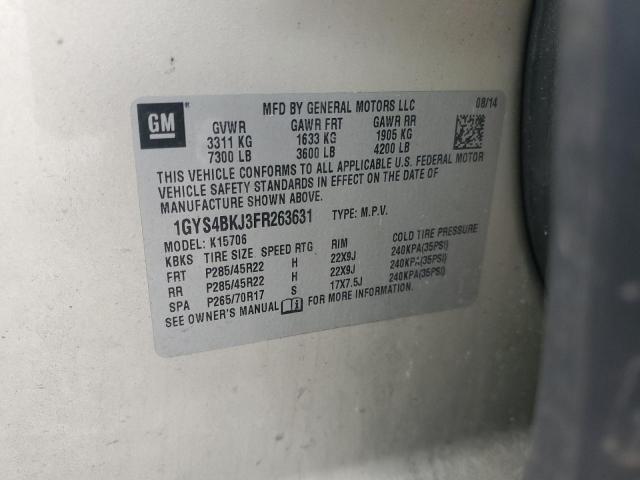 GM
MFD BY GENERAL MOTORS LLC 08/14
GVWR GAWR FRT GAWR RR
3311 KG 1633 KG 1905 KG
7300 LB 3600 LB 4200 LB
THIS VEHICLE CONFORMS TO ALL APPLICABLE U.S. FEDERAL MOTOR
VEHICLE SAFETY STANDARDS IN EFFECT ON THE DATE OF
MANUFACTURE SHOWN ABOVE.
1GYS4BKJ3FR263631 TYPE: M.P.V.
MODEL: K15706
KBKS TIRE SIZE SPEED RTG RIM COLD TIRE PRESSURE
FRT P285/45R22 H 22X9J 240KPA(35PSI)
RR P285/45R22 H 22X9J 240KPA(35PSI)
SPA P265/70R17 S 17X7.5J 240KPA(35PSI)
SEE OWNER'S MANUAL FOR MORE INFORMATION.